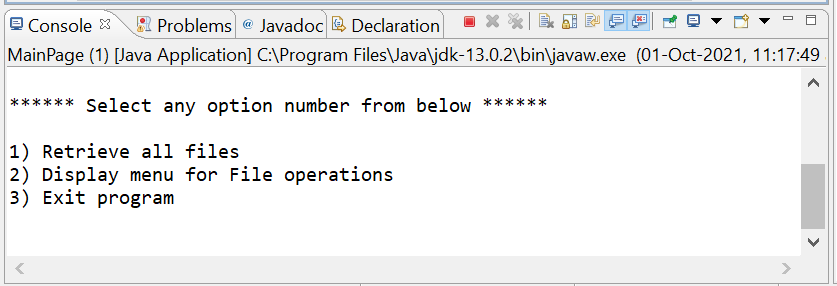 Console Problems @ Javadoc Declaration
MainPage (1) [Java Application] C:\Program Files\Java\jdk-13.0.2\bin\javaw.exe (01-Oct-2021, 11:17:49
****** Select any option number from below ******
1) Retrieve all files
2) Display menu for File operations
3) Exit program